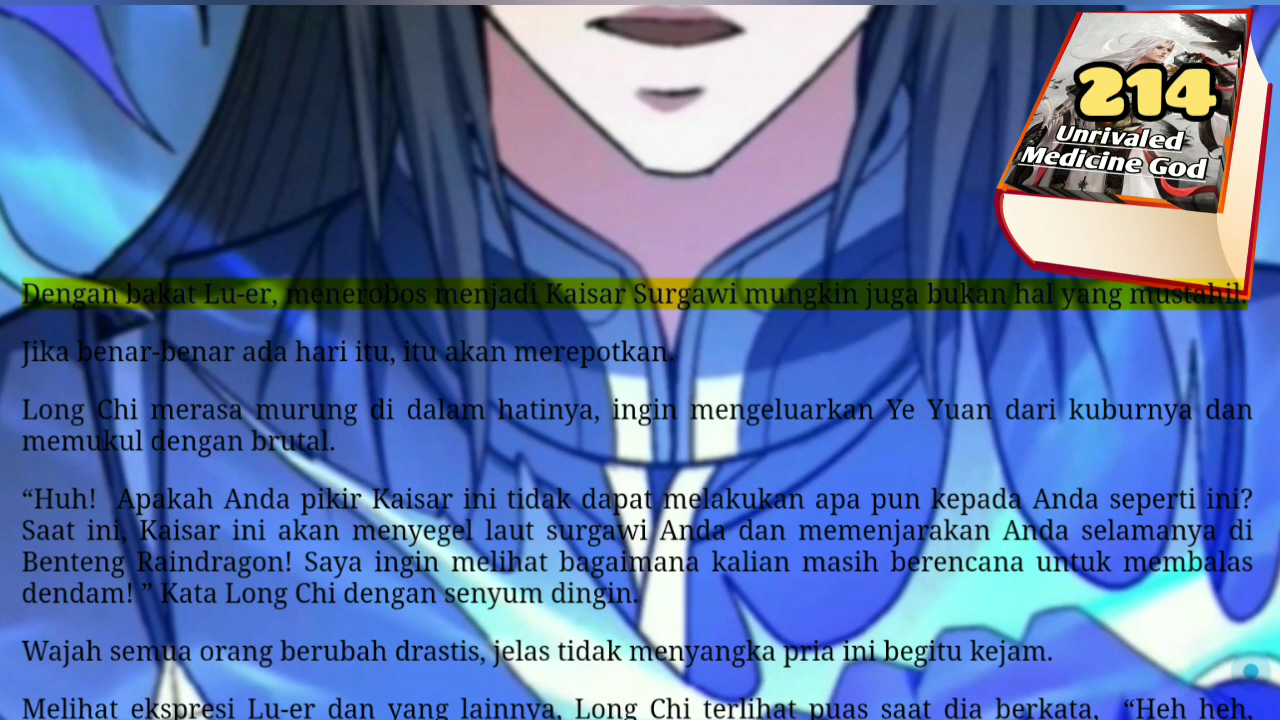 214
Unrivaled
Medicine God
Dengan bakat Lu-er, menerobos menjadi Kaisar Surgawi mungkin juga bukan hal yang mustahil.
Jika benar-benar ada hari itu, itu akan merepotkan.
Long Chi merasa murung di dalam hatinya, ingin mengeluarkan Ye Yuan dari kuburnya dan
memukul dengan brutal.
“Huh! Apakah Anda pikir Kaisar ini tidak dapat melakukan apa pun kepada Anda seperti ini?
Saat ini, Kaisar ini akan menyegel laut surgawi Anda dan memenjarakan Anda selamanya di
Benteng Raindragon! Saya ingin melihat bagaimana kalian masih berencana untuk membalas
dendam! ” Kata Long Chi dengan senyum dingin.
Wajah semua orang berubah drastis, jelas tidak menyangka pria ini begitu kejam.
Melihat ekspresi Lu-er dan yang lainnya, Long Chi terlihat puas saat dia berkata, “Heh heh,